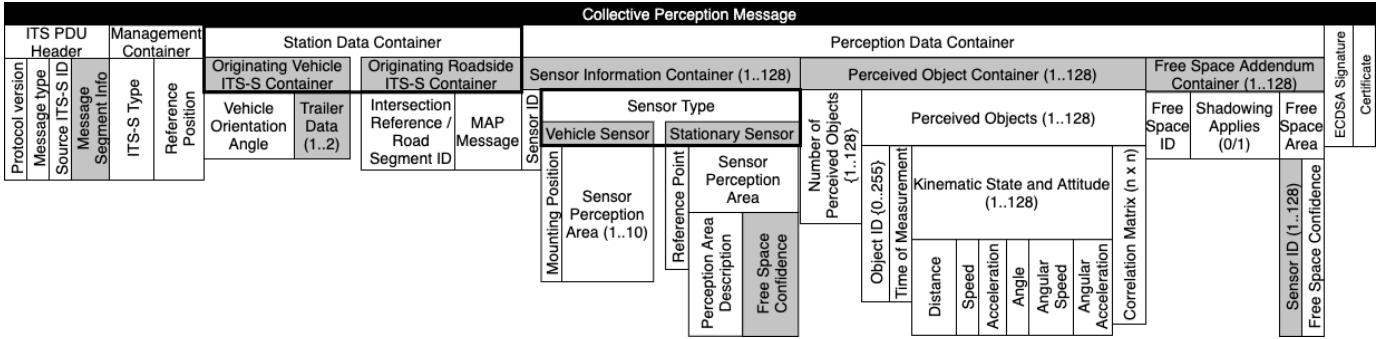 Collective Perception Message
ITS PDU
Header
Management
Container
Station Data Container
Perception Data Container
ECDSA Signature
Certificate
Protocol version
Message type
Source ITS-S ID
Message
Segment Info
ITS-S Type
Reference
Position
Originating Vehicle
ITS-S Container
Originating Roadside
ITS-S Container
Sensor Information Container (1..128)
Perceived Object Container (1..128)
Free Space Addendum
Container (1..128)
Vehicle
Orientation
Angle
Trailer
Data
(1..2)
Intersection
Reference /
Road
Segment ID
MAP
Message
Sensor ID
Sensor Type
Vehicle Sensor
Stationary Sensor
Mounting Position
Sensor
Perception
Area (1..10)
Reference Point
Sensor
Perception
Area
Perception Area
Description
Free Space
Confidence
Number of
Perceived Objects
{1..128}
Perceived Objects (1..128)
Object ID {0..255}
Time of Measurement
Kinematic State and Attitude
(1..128)
Distance
Speed
Acceleration
Angle
Angular
Speed
Angular
Acceleration
Correlation Matrix (n x n)
Free
Space
ID
Shadowing
Applies
(0/1)
Free
Space
Area
Sensor ID (1..128)
Free Space Confidence